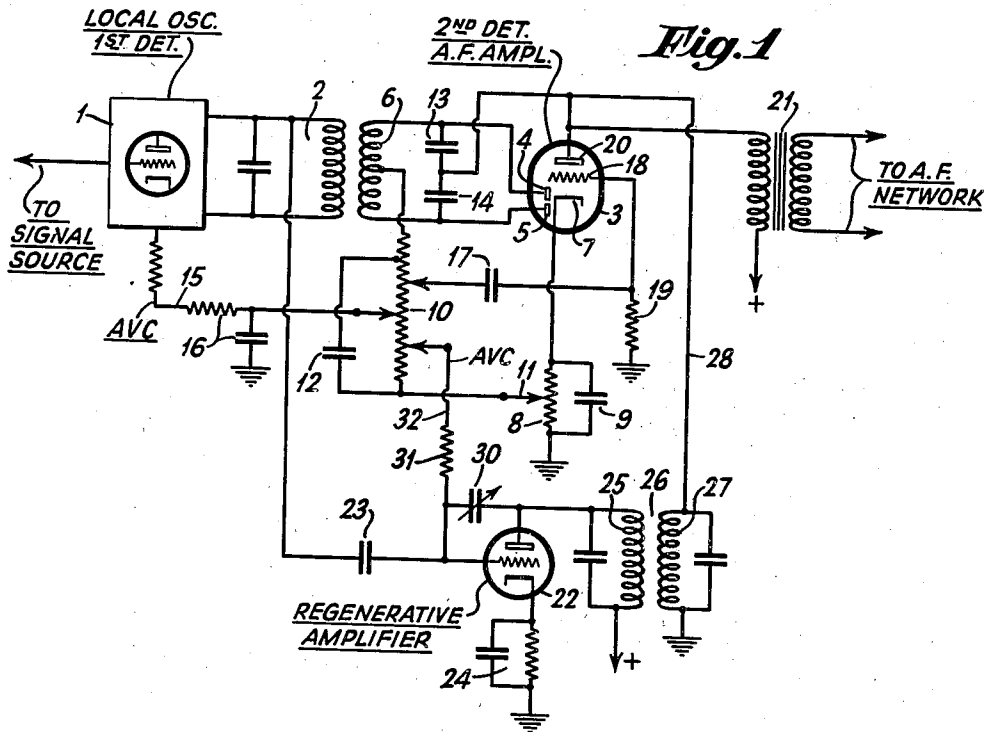 LOCAL OSC.
1ST DET.
2ND DET.
A.F. AMPL.
Fig.1
1
2
6
13
4
20
18
21
14
5
7
3
TO A.F.
NETWORK
TO
SIGNAL
SOURCE
17
+
15
AVC
16
10
19
12
AVC
11
28
32
8
9
31
30
25
26
27
23
22
REGENERATIVE
AMPLIFIER
24
+